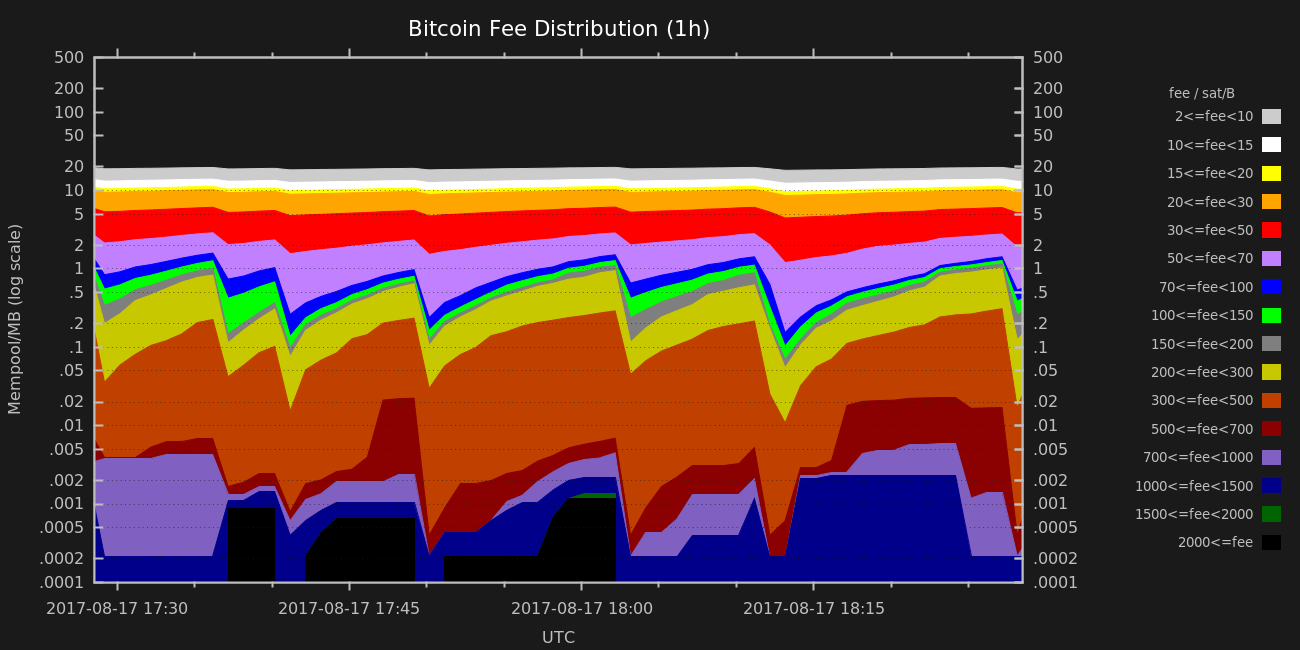 Bitcoin Fee Distribution (1h)
500
200
100
50
20
10
5
2
1
.5
.2
.1
.05
.02
.01
.005
.002
.001
.0005
.0002
.0001
Mempool/MB (log scale)
500
200
100
50
20
10
5
2
1
.5
.2
.1
.05
.02
.01
.005
.002
.001
.0005
.0002
.0001
2017-08-17 17:30
2017-08-17 17:45
2017-08-17 18:00
2017-08-17 18:15
UTC
fee / sat/B
2<=fee<10
10<=fee<15
15<=fee<20
20<=fee<30
30<=fee<50
50<=fee<70
70<=fee<100
100<=fee<150
150<=fee<200
200<=fee<300
300<=fee<500
500<=fee<700
700<=fee<1000
1000<=fee<1500
1500<=fee<2000
2000<=fee